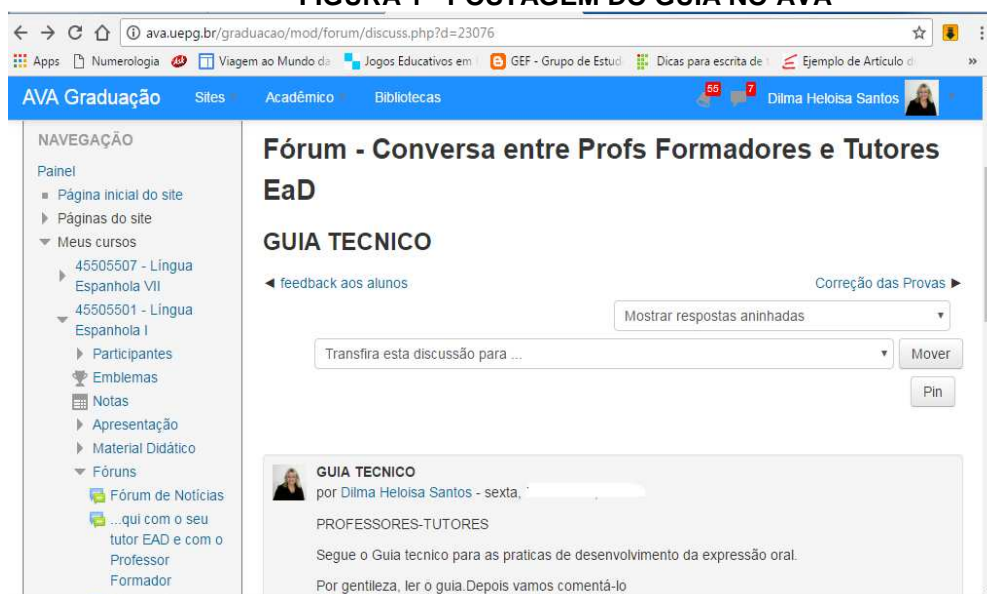 FIGURA 1 - POSTAGEM DO GUIA NO AVA
ava.uepg.br/graduacao/mod/forum/discuss.php?d=23076
Apps Numerologia Viagem ao Mundo da Jogos Educativos em GEF - Grupo de Estud Dicas para escrita de Ejemplo de Artículo d »
AVA Graduação Sites Acadêmico Bibliotecas 55 7 Dilma Heloisa Santos
NAVEGAÇÃO
Painel
Página inicial do site
Páginas do site
Meus cursos
45505507 - Língua
Espanhola VII
45505501 - Língua
Espanhola I
Participantes
Emblemas
Notas
Apresentação
Material Didático
Fóruns
Fórum de Notícias
...qui com o seu
tutor EAD e com o
Professor
Formador
Fórum - Conversa entre Profs Formadores e Tutores
EaD
GUIA TECNICO
◄ feedback aos alunos
Correção das Provas ►
Mostrar respostas aninhadas
Transfira esta discussão para ...
Mover
Pin
GUIA TECNICO
por Dilma Heloisa Santos - sexta,
PROFESSORES-TUTORES
Segue o Guia tecnico para as praticas de desenvolvimento da expressão oral.
Por gentileza, ler o guia.Depois vamos comentá-lo